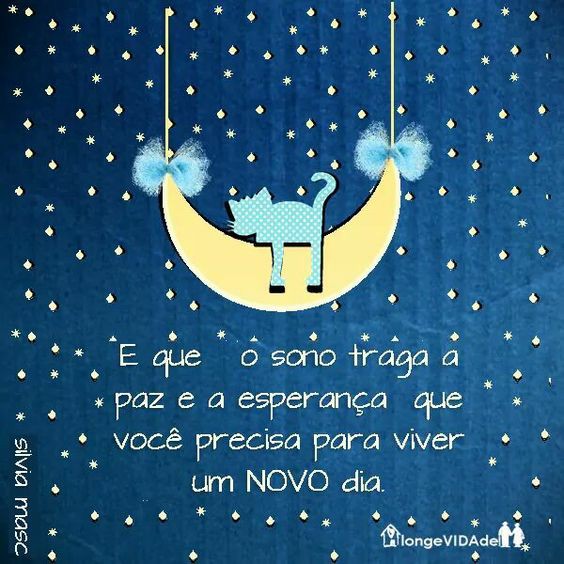 E que o sono traga a
paz e a esperança que
você precisa para viver
um NOVO dia.
silvia masc
longeVIDAde